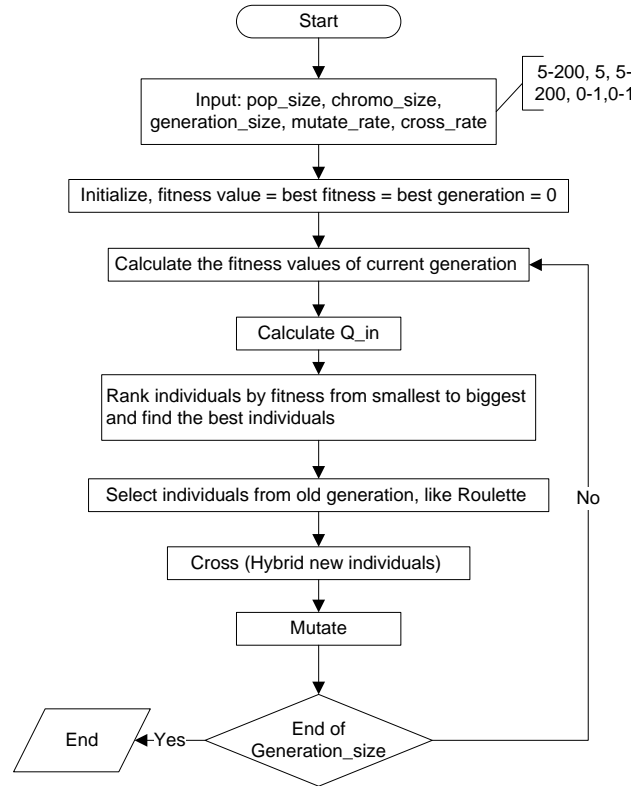 Start
Input: pop_size, chromo_size,
generation_size, mutate_rate, cross_rate
5-200, 5, 5-
200, 0-1,0-1
Initialize, fitness value = best fitness = best generation = 0
Calculate the fitness values of current generation
Calculate Q_in
Rank individuals by fitness from smallest to biggest
and find the best individuals
Select individuals from old generation, like Roulette
No
Cross (Hybrid new individuals)
Mutate
End of
Generation_size
Yes
End